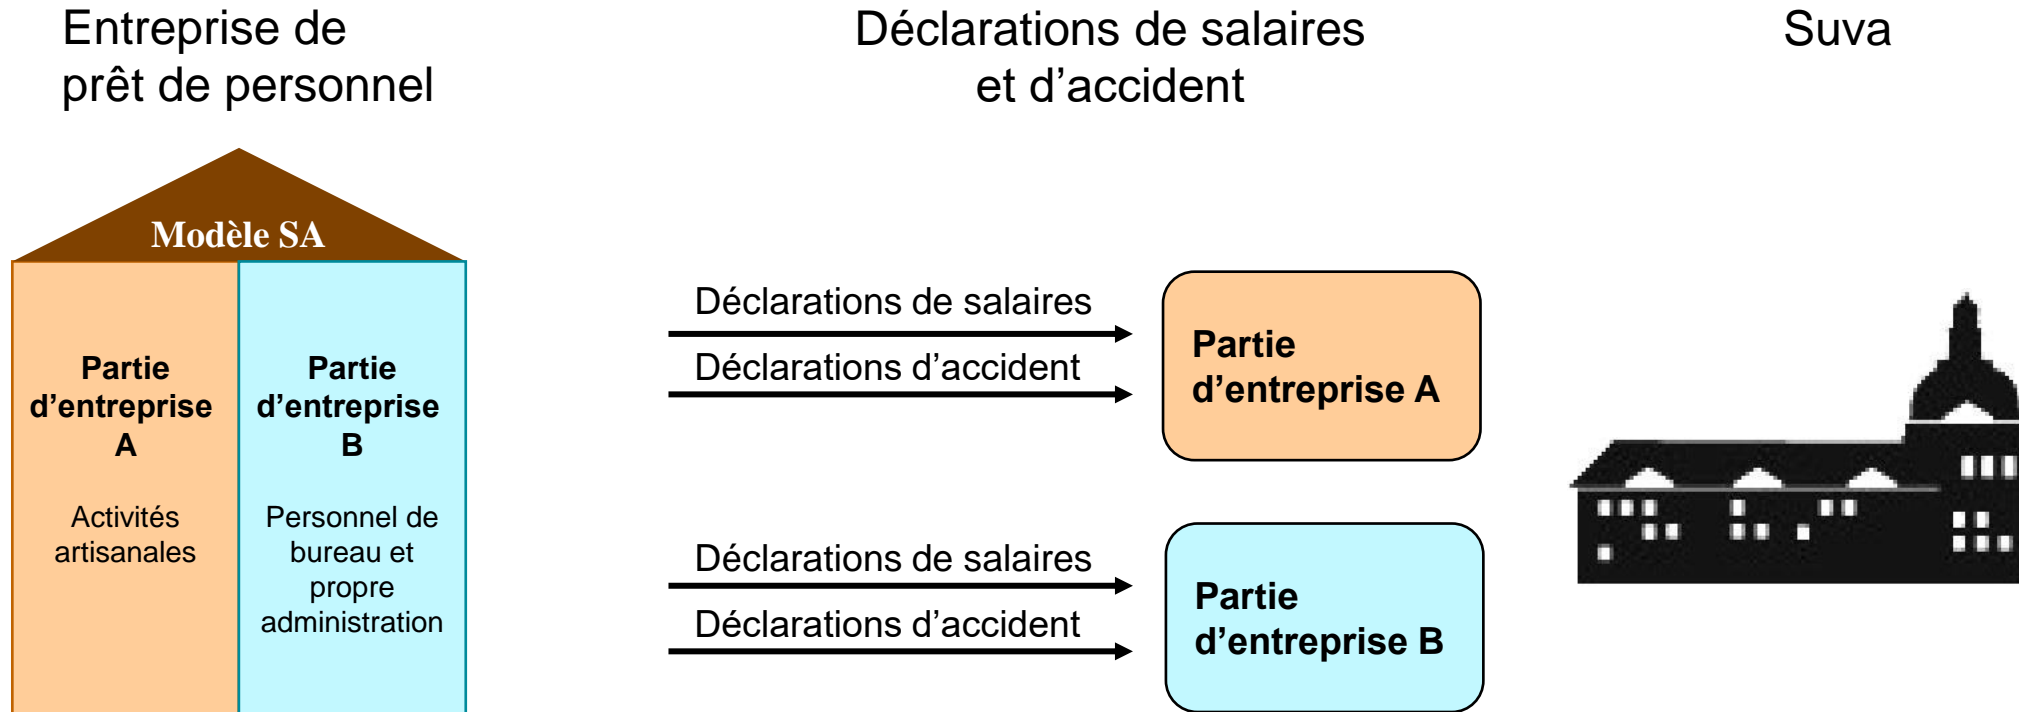 Entreprise de
prêt de personnel
Déclarations de salaires
et d’accident
Suva
Modèle SA
Partie
d’entreprise
A
Activités
artisanales
Partie
d’entreprise
B
Personnel de
bureau et
propre
administration
Déclarations de salaires
Déclarations d’accident
Partie
d’entreprise A
Déclarations de salaires
Déclarations d’accident
Partie
d’entreprise B